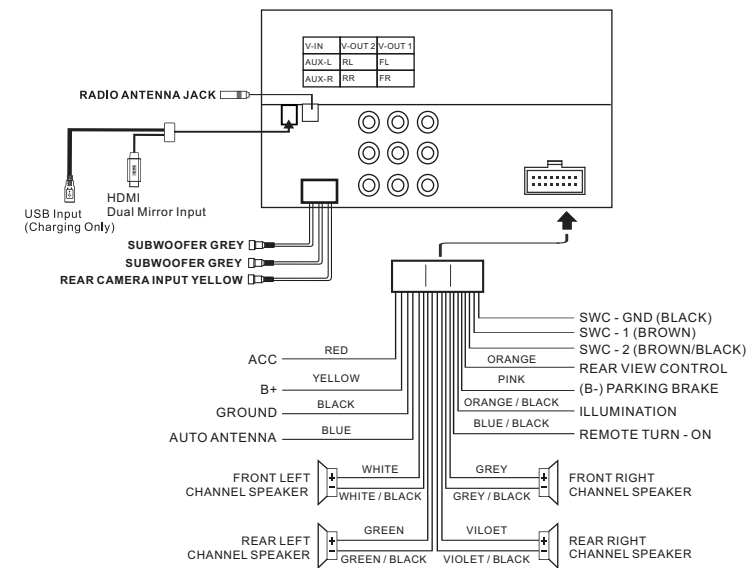 V-IN V-OUT 2 V-OUT 1
AUX-L RL FL
AUX-R RR FR
RADIO ANTENNA JACK
USB Input
(Charging Only)
HDMI
Dual Mirror Input
SUBWOOFER GREY
SUBWOOFER GREY
REAR CAMERA INPUT YELLOW
SWC - GND (BLACK)
SWC - 1 (BROWN)
SWC - 2 (BROWN/BLACK)
ACC RED
ORANGE REAR VIEW CONTROL
B+ YELLOW
PINK (B-) PARKING BRAKE
GROUND BLACK
ORANGE / BLACK ILLUMINATION
AUTO ANTENNA BLUE
BLUE / BLACK REMOTE TURN - ON
FRONT LEFT
CHANNEL SPEAKER
+ WHITE
- WHITE / BLACK
GREY +
GREY / BLACK -
FRONT RIGHT
CHANNEL SPEAKER
REAR LEFT
CHANNEL SPEAKER
+ GREEN
- GREEN / BLACK
VILOET +
VIOLET / BLACK -
REAR RIGHT
CHANNEL SPEAKER